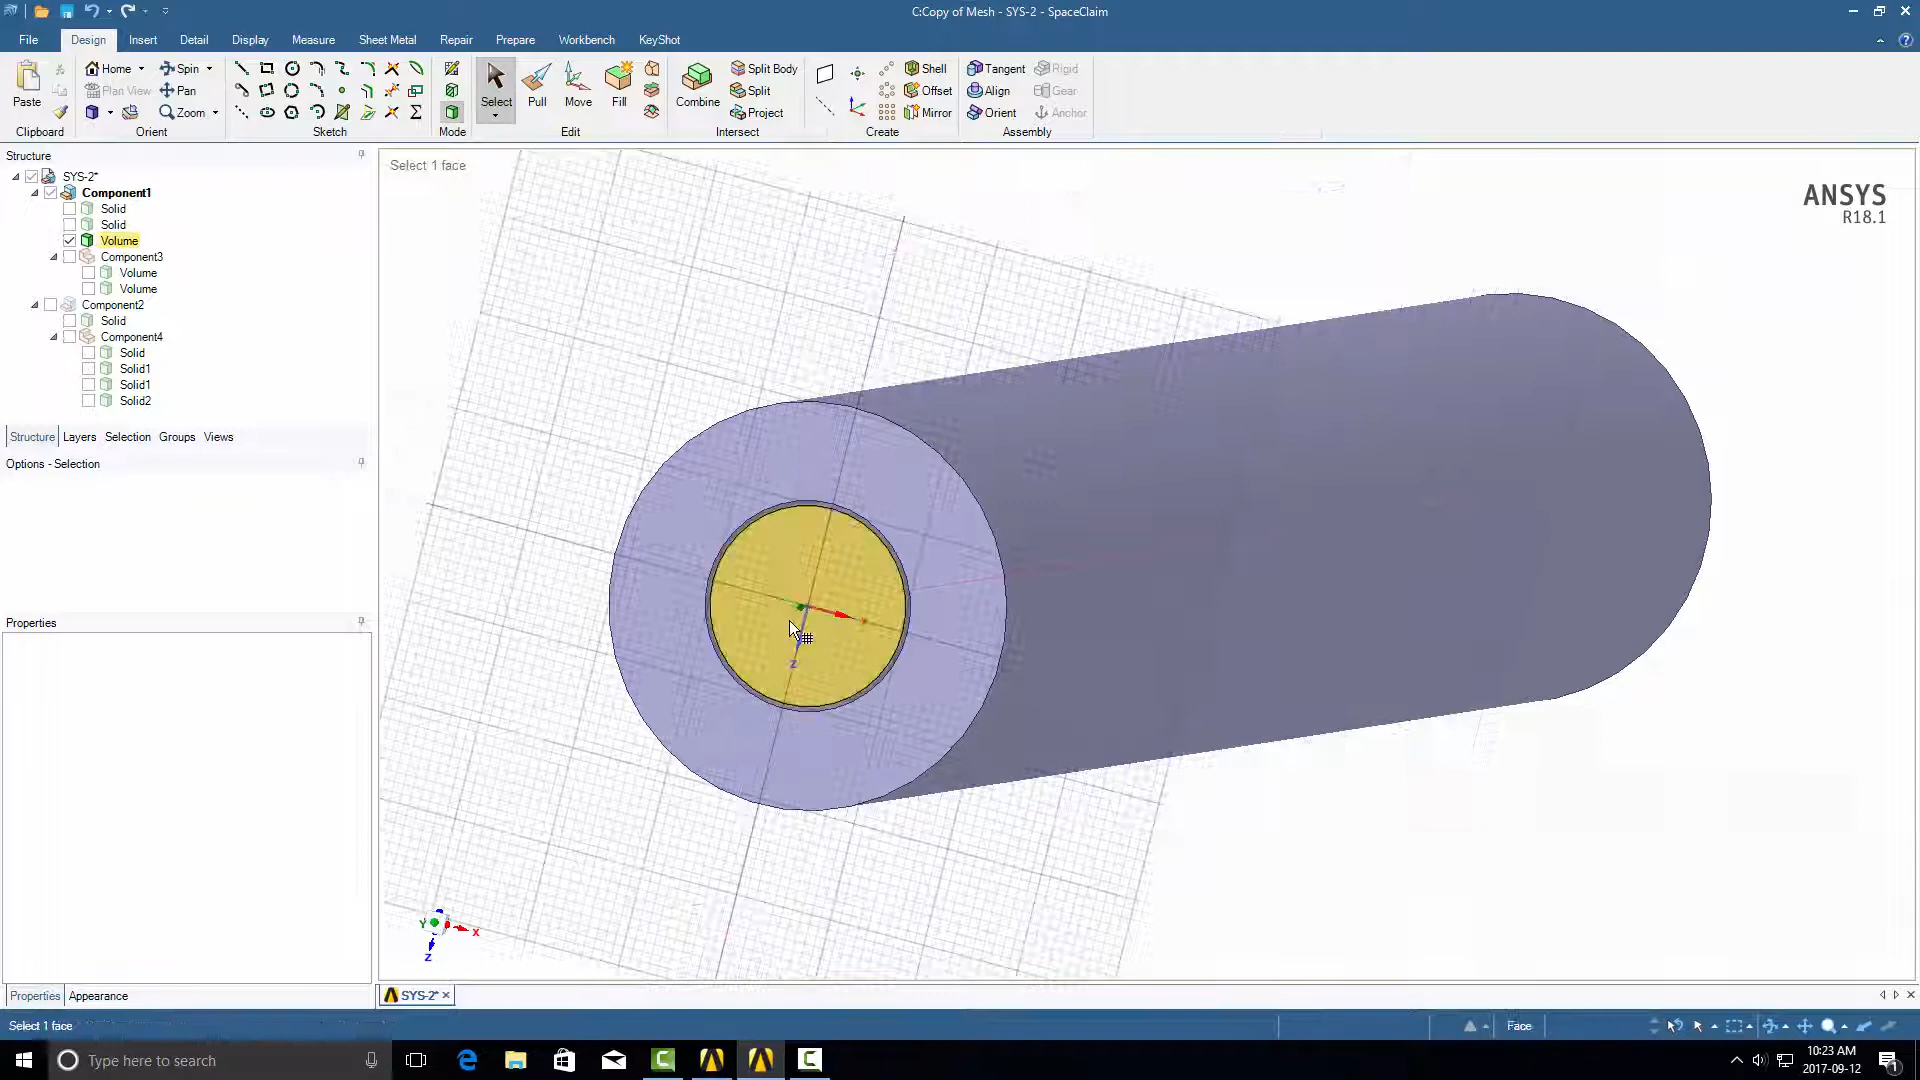 C:Copy of Mesh - SYS-2 - SpaceClaim
File Design Insert Detail Display Measure Sheet Metal Repair Prepare Workbench KeyShot
Paste
Home Spin
Plan View Pan
Zoom
Select Pull Move Fill
Combine
Split Body
Split
Project
Shell
Offset
Mirror
Tangent Rigid
Align Gear
Orient Anchor
Clipboard Orient Sketch Mode Edit Intersect Create Assembly
Structure
SYS-2*
Component1
Solid
Solid
Volume
Component3
Volume
Volume
Component2
Solid
Component4
Solid
Solid1
Solid1
Solid2
Structure Layers Selection Groups Views
Options - Selection
Properties
Properties Appearance
Select 1 face
ANSYS
R18.1
Z
Y X
Z
SYS-2*
Select 1 face Face
Type here to search
10:23 AM
2017-09-12
1